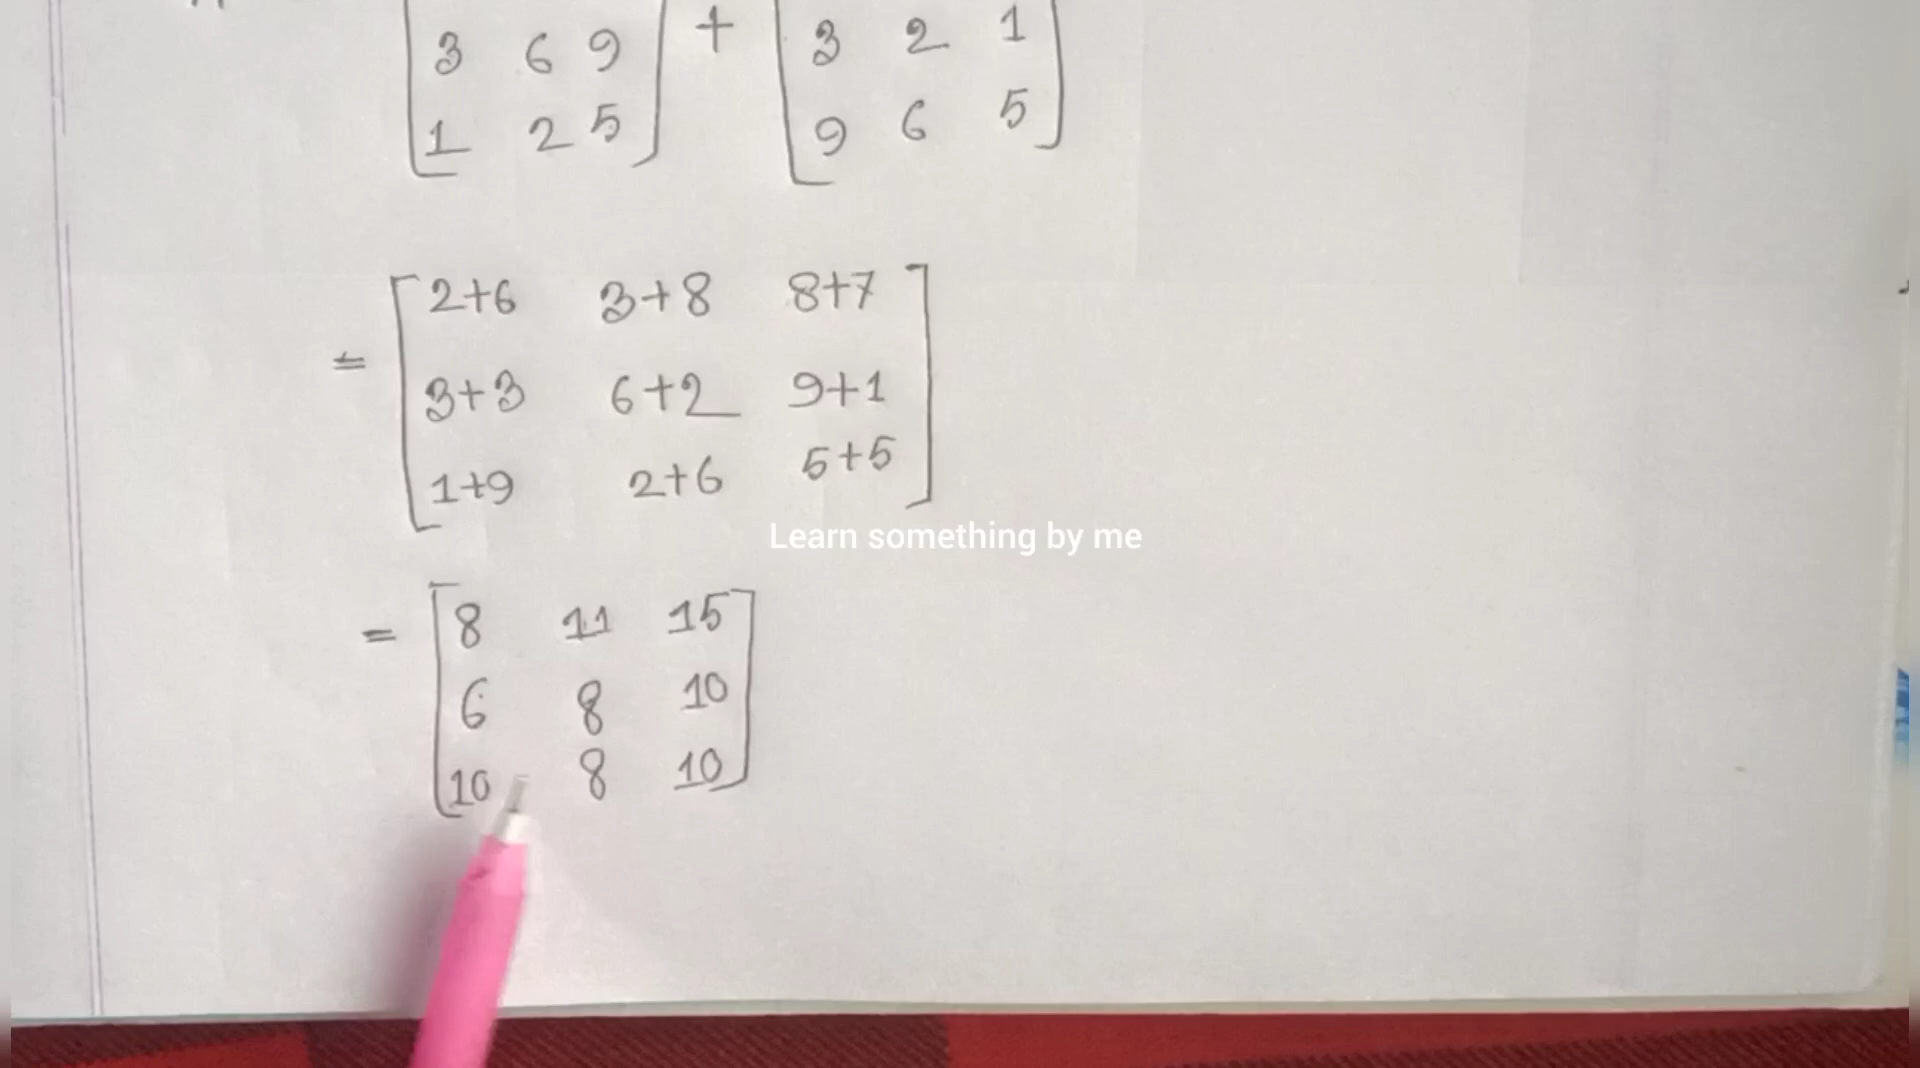 3 6 9 + 3 2 1
1 2 5 9 6 5
2+6 3+8 8+7
= 3+3 6+2 9+1
1+9 2+6 5+5
Learn something by me
= 8 11 15
6 8 10
10 8 10